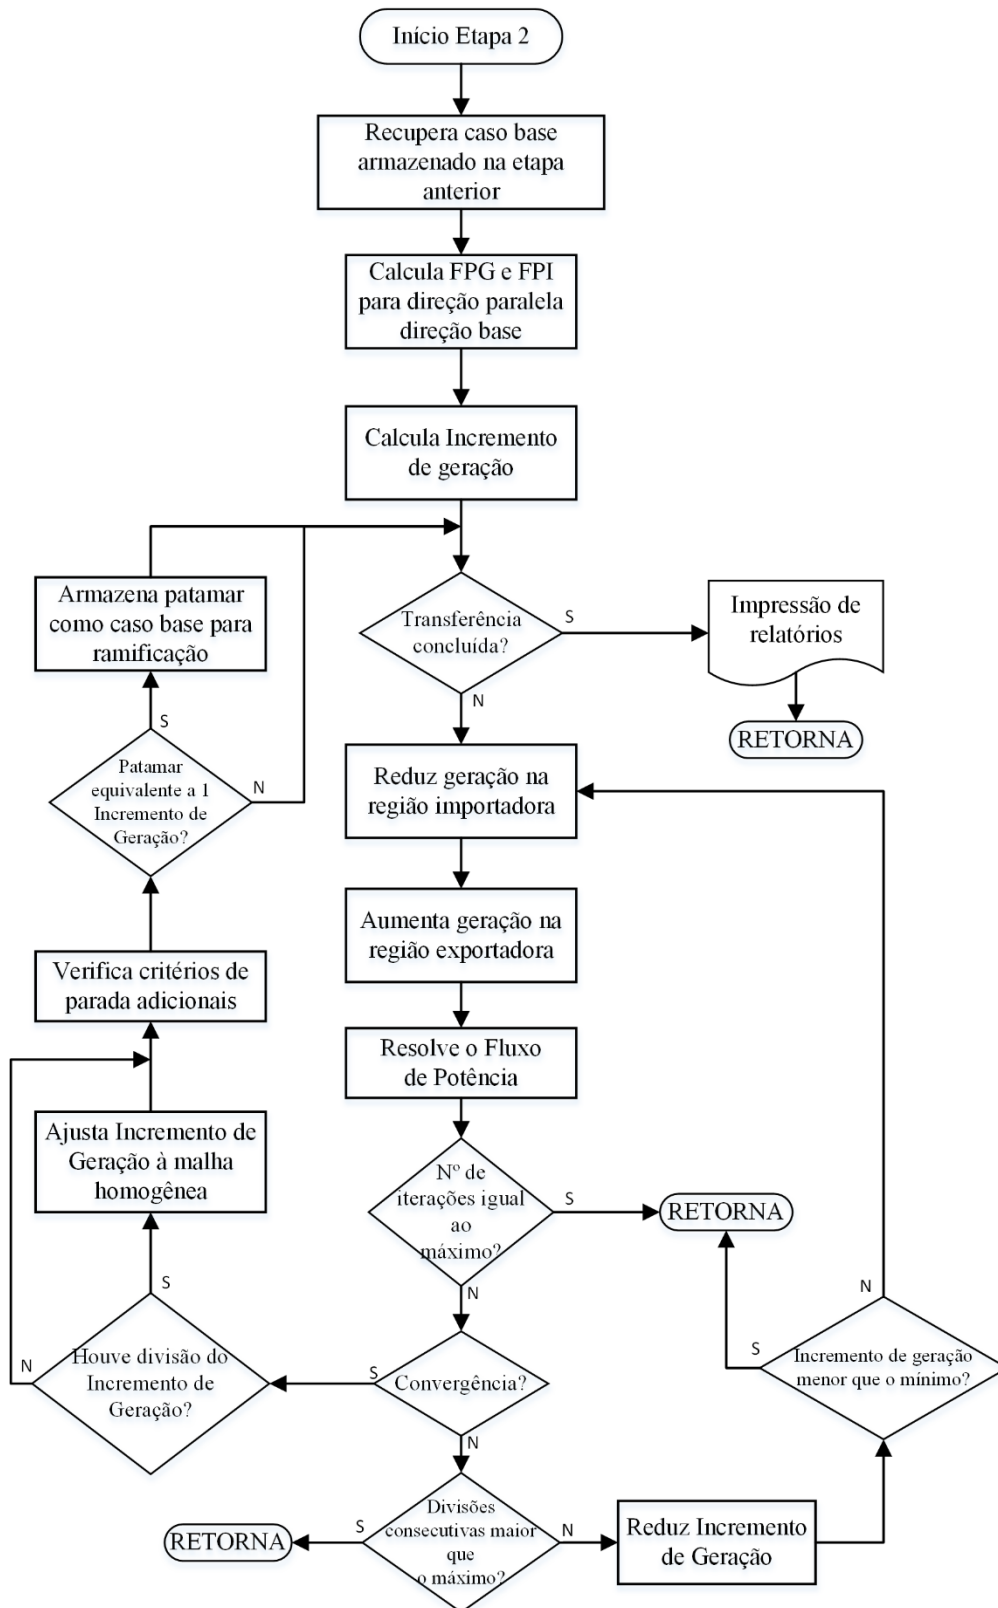 Início Etapa 2
Recupera caso base
armazenado na etapa
anterior
Calcula FPG e FPI
para direção paralela
direção base
Calcula Incremento
de geração
Transferência
concluída?
S
N
Impressão de
relatórios
RETORNA
Armazena patamar
como caso base para
ramificação
S
Patamar
equivalente a 1
Incremento de
Geração?
N
Reduz geração na
região importadora
Aumenta geração na
região exportadora
Verifica critérios de
parada adicionais
Resolve o Fluxo
de Potência
Ajusta Incremento de
Geração à malha
homogênea
Nº de
iterações igual
ao
máximo?
S
N
RETORNA
S
Houve divisão do
Incremento de
Geração?
N
Convergência?
S
N
Incremento de geração
menor que o mínimo?
S
N
Divisões
consecutivas maior
que
o máximo?
S
N
RETORNA
Reduz Incremento
de Geração